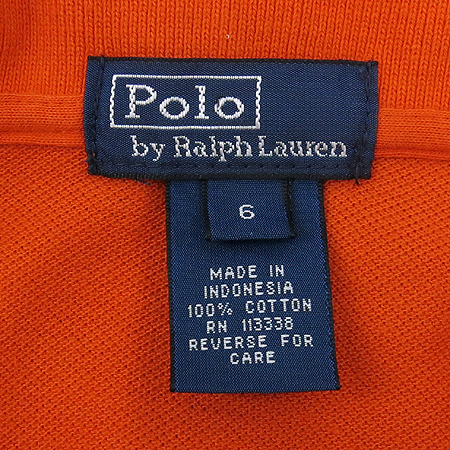 Polo
by Ralph Lauren
6
MADE IN
INDONESIA
100% COTTON
RN 113338
REVERSE FOR
CARE